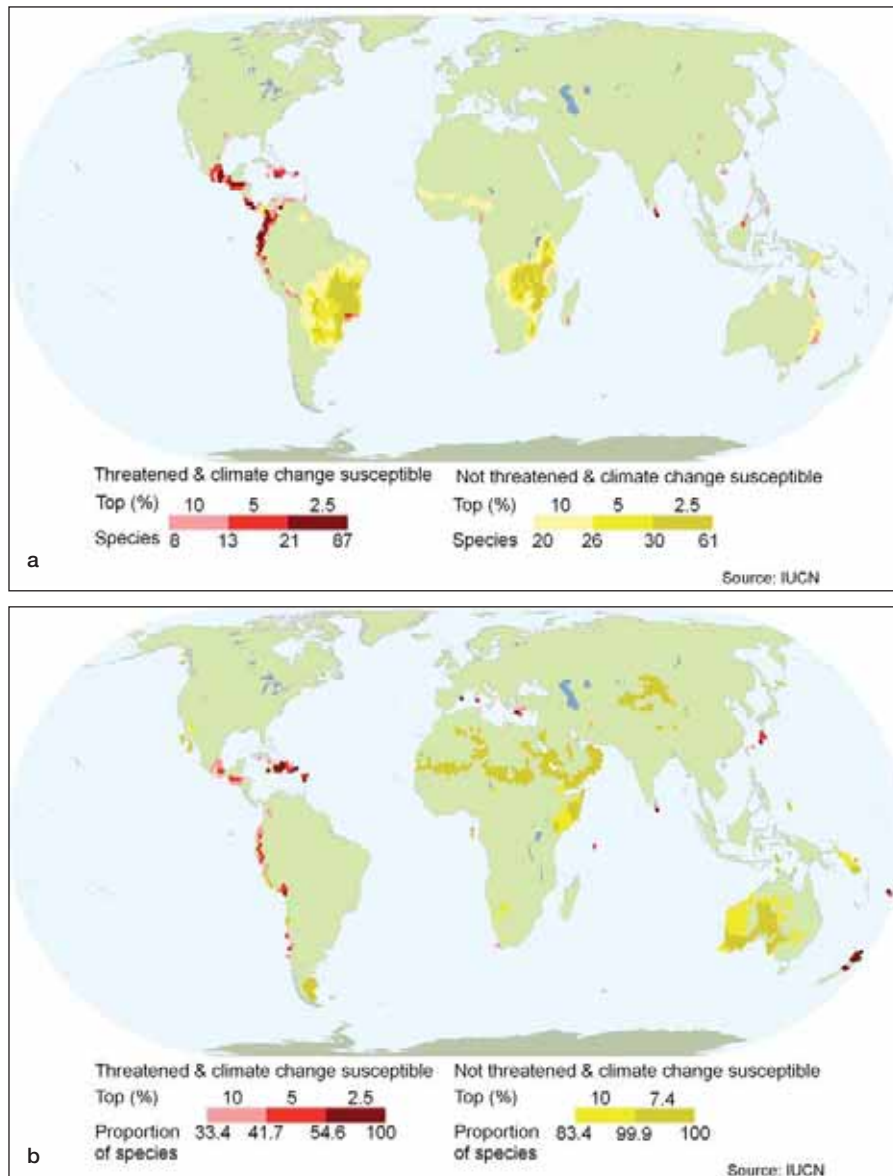 Threatened & climate change susceptible
Top (%) 10 5 2.5
Species 8 13 21 67
a
Not threatened & climate change susceptible
Top (%) 10 5 2.5
Species 20 26 30 61
Source: IUCN
Threatened & climate change susceptible
Top (%) 10 5 2.5
Proportion 33.4 41.7 54.6 100
of species
b
Not threatened & climate change susceptible
Top (%) 10 7.4
Proportion 83.4 99.9 100
of species
Source: IUCN